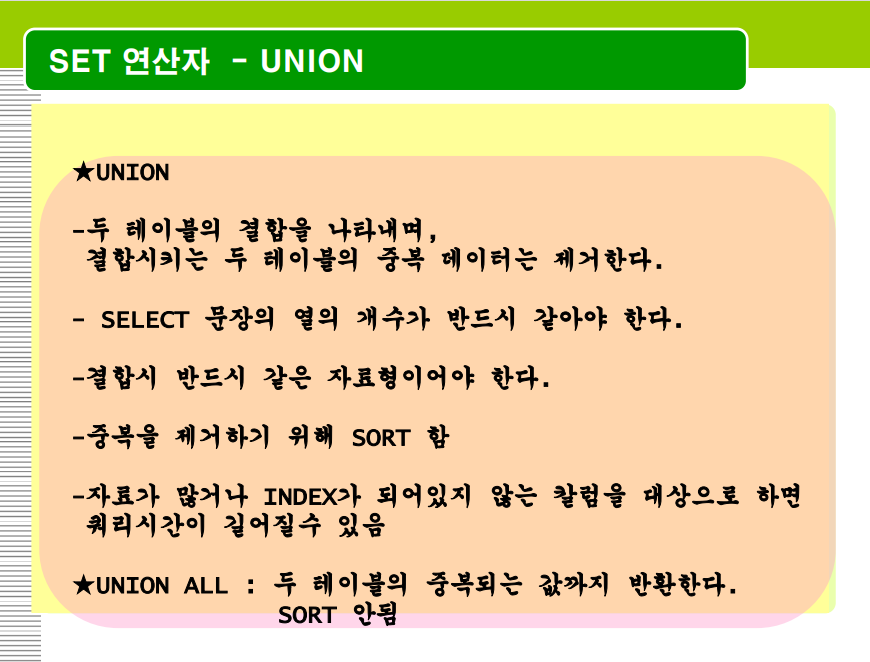 SET 연산자 - UNION
★UNION
-두 테이블의 결합을 나타내며,
결합시키는 두 테이블의 중복 데이터는 제거한다.
- SELECT 문장의 열의 개수가 반드시 같아야 한다.
-결합시 반드시 같은 자료형이어야 한다.
-중복을 제거하기 위해 SORT 함
-자료가 많거나 INDEX가 되어있지 않는 칼럼을 대상으로 하면
쿼리시간이 길어질수 있음
★UNION ALL : 두 테이블의 중복되는 값까지 반환한다.
SORT 안됨